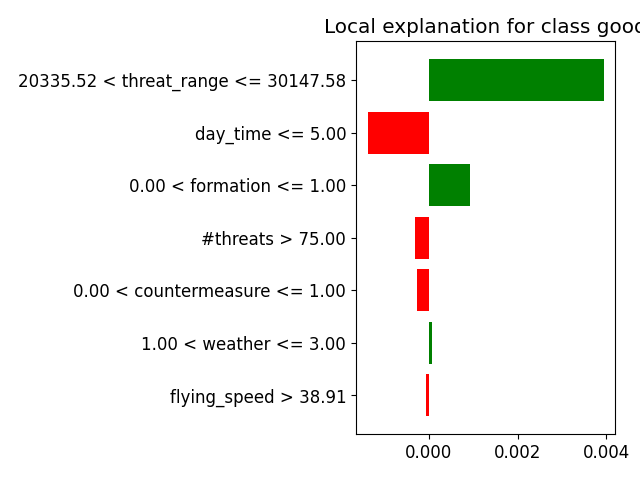 Local explanation for class good
20335.52 < threat_range <= 30147.58
day_time <= 5.00
0.00 < formation <= 1.00
#threats > 75.00
0.00 < countermeasure <= 1.00
1.00 < weather <= 3.00
flying_speed > 38.91
0.000 0.002 0.004